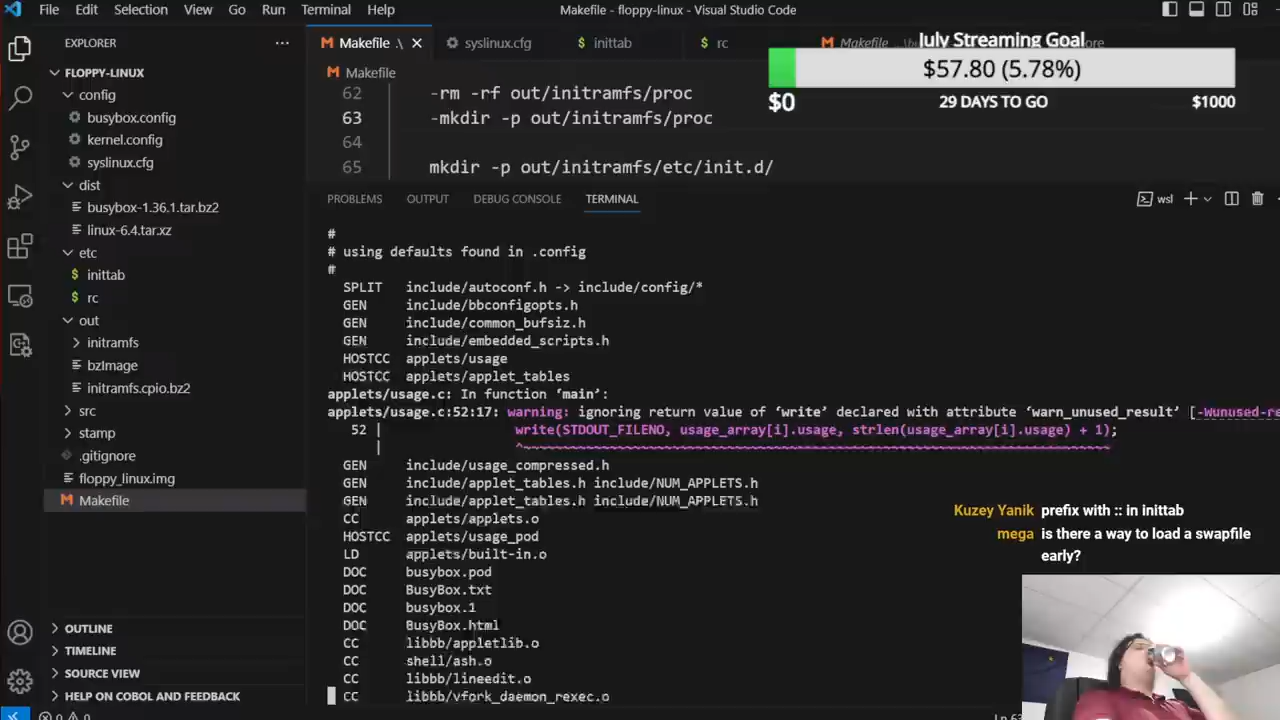 File Edit Selection View Go Run Terminal Help
Makefile - floppy-linux - Visual Studio Code
EXPLORER
FLOPPY-LINUX
config
busybox.config
kernel.config
syslinux.cfg
dist
busybox-1.36.1.tar.bz2
linux-6.4.tar.xz
etc
inittab
rc
out
initramfs
bzImage
initramfs.cpio.bz2
src
stamp
.gitignore
floppy_linux.img
Makefile
OUTLINE
TIMELINE
SOURCE VIEW
HELP ON COBOL AND FEATURE
Makefile .\ syslinux.cfg inittab rc Makefile
Makefile
July Streaming Goal
$57.80 (5.78%)
$0 29 DAYS TO GO $1000
62 -rm -rf out/initramfs/proc
63 -mkdir -p out/initramfs/proc
64
65 mkdir -p out/initramfs/etc/init.d/
PROBLEMS OUTPUT DEBUG CONSOLE TERMINAL
wsl
#
# using defaults found in .config
#
SPLIT include/autoconf.h -> include/config/*
GEN include/bbconfigopts.h
GEN include/common_bufsiz.h
GEN include/embedded_scripts.h
HOSTCC applets/usage
HOSTCC applets/applet_tables
applets/usage.c: In function ‘main’:
applets/usage.c:52:17: warning: ignoring return value of ‘write’ declared with attribute ‘warn_unused_result’ [-Wunused-re
52 | write(STDOUT_FILENO, usage_array[i].usage, strlen(usage_array[i].usage) + 1);
| ^~~~~~~~~~~~~~~~~~~~~~~~~~~~~~~~~~~~~~~~~~~~~~~~~~~~~~~~~~~~~~~~~~~~~~~~~~~~
GEN include/usage_compressed.h
GEN include/applet_tables.h include/NUM_APPLETS.h
GEN include/applet_tables.h include/NUM_APPLETS.h
CC applets/applets.o
HOSTCC applets/usage_pod
LD applets/built-in.o
DOC busybox.pod
DOC BusyBox.txt
DOC busybox.1
DOC BusyBox.html
CC libbb/appletlib.o
CC shell/ash.o
CC libbb/lineedit.o
CC libbb/vfork_daemon_rexec.o
Kuzey Yanik prefix with :: in inittab
mega is there a way to load a swapfile
early?